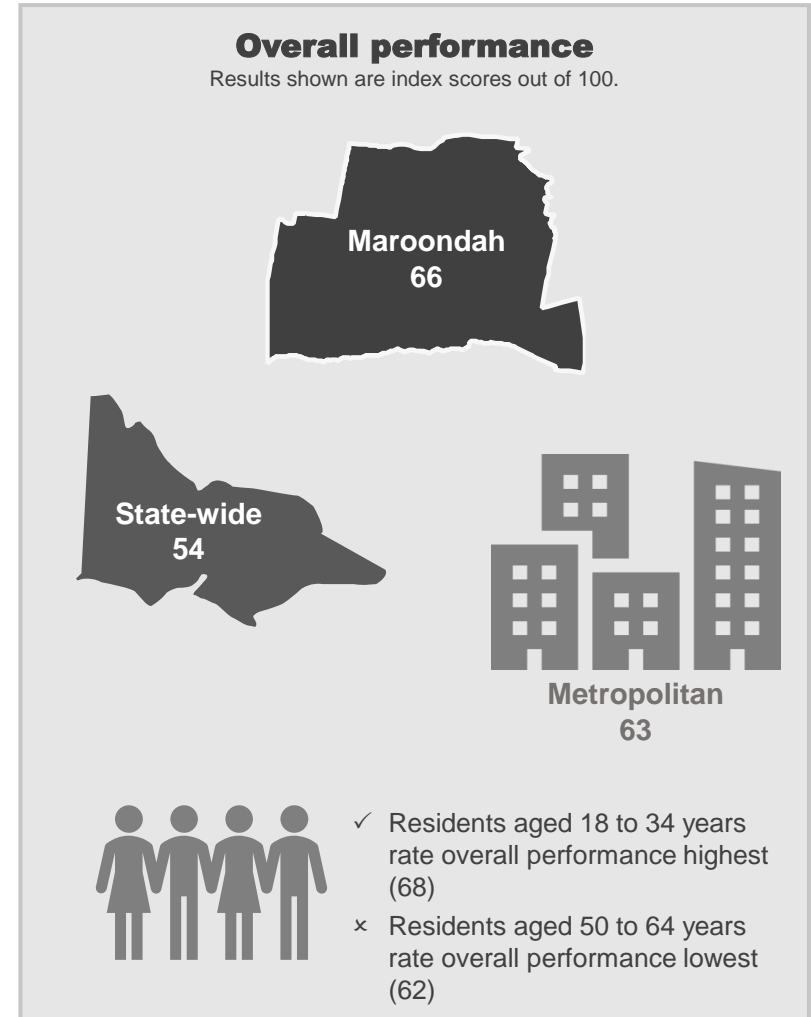 Overall performance
Results shown are index scores out of 100.
Maroondah
66
State-wide
54
Metropolitan
63
✓ Residents aged 18 to 34 years
rate overall performance highest
(68)
× Residents aged 50 to 64 years
rate overall performance lowest
(62)